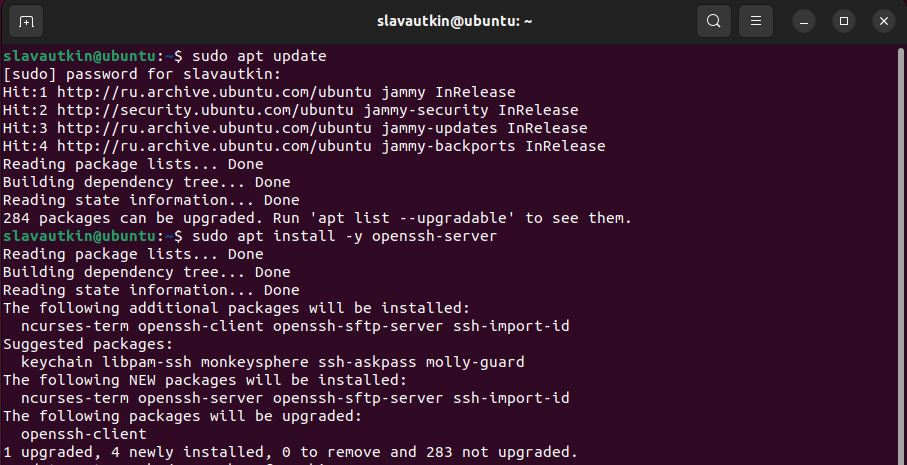 slavautkin@ubuntu: ~
slavautkin@ubuntu:~$ sudo apt update
[sudo] password for slavautkin:
Hit:1 http://ru.archive.ubuntu.com/ubuntu jammy InRelease
Hit:2 http://security.ubuntu.com/ubuntu jammy-security InRelease
Hit:3 http://ru.archive.ubuntu.com/ubuntu jammy-updates InRelease
Hit:4 http://ru.archive.ubuntu.com/ubuntu jammy-backports InRelease
Reading package lists... Done
Building dependency tree... Done
Reading state information... Done
284 packages can be upgraded. Run 'apt list --upgradable' to see them.
slavautkin@ubuntu:~$ sudo apt install -y openssh-server
Reading package lists... Done
Building dependency tree... Done
Reading state information... Done
The following additional packages will be installed:
  ncurses-term openssh-client openssh-sftp-server ssh-import-id
Suggested packages:
  keychain libpam-ssh monkeysphere ssh-askpass molly-guard
The following NEW packages will be installed:
  ncurses-term openssh-server openssh-sftp-server ssh-import-id
The following packages will be upgraded:
  openssh-client
1 upgraded, 4 newly installed, 0 to remove and 283 not upgraded.